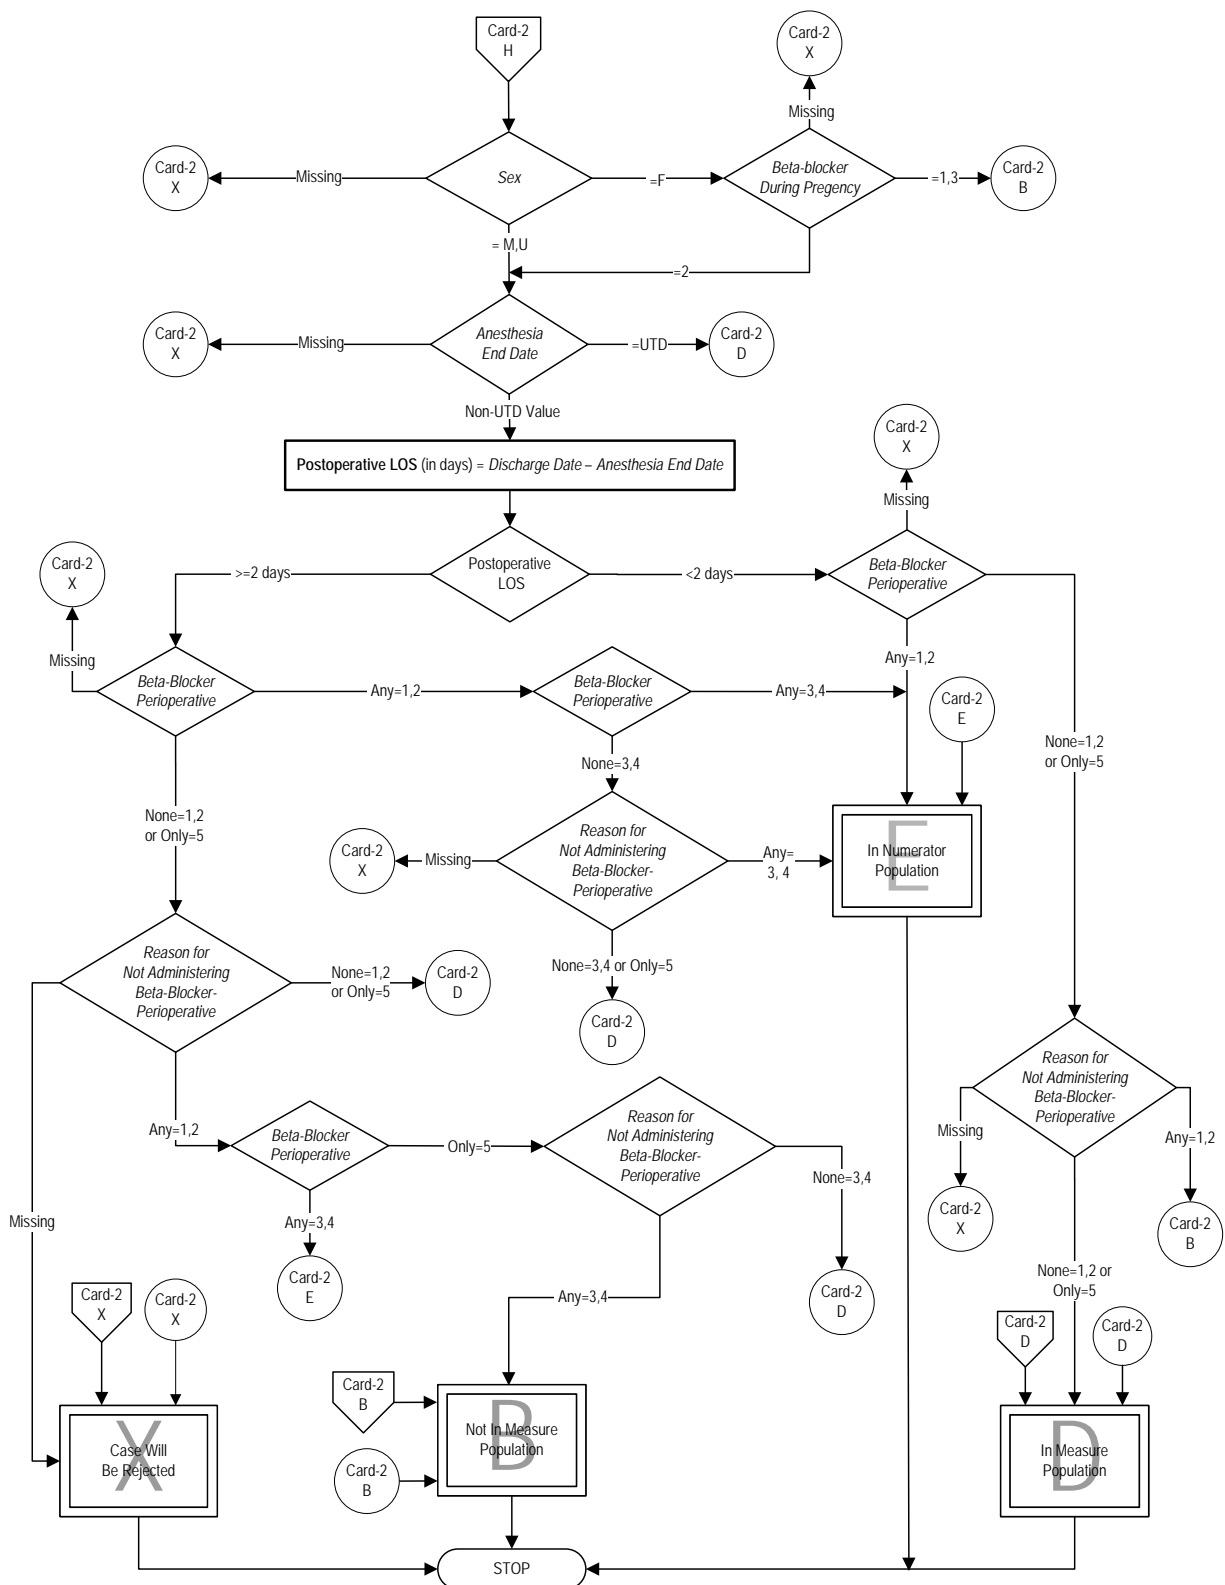 Card-2
H
Card-2
X
Missing
Card-2
X
Missing
Sex
=F
Beta-blocker
During Pregency
=1,3
Card-2
B
= M,U
=2
Card-2
X
Missing
Anesthesia
End Date
=UTD
Card-2
D
Non-UTD Value
Postoperative LOS (in days) = Discharge Date – Anesthesia End Date
Card-2
X
Missing
Card-2
X
>=2 days
Postoperative
LOS
<2 days
Beta-Blocker
Perioperative
Missing
Any=1,2
Beta-Blocker
Perioperative
Any=1,2
Beta-Blocker
Perioperative
Any=3,4
Card-2
E
None=1,2
or Only=5
None=3,4
None=1,2
or Only=5
Card-2
X
Missing
Reason for
Not Administering
Beta-Blocker-
Perioperative
Any=
3, 4
E
In Numerator
Population
Reason for
Not Administering
Beta-Blocker-
Perioperative
None=1,2
or Only=5
Card-2
D
None=3,4 or Only=5
Card-2
D
Reason for
Not Administering
Beta-Blocker-
Perioperative
Missing
Any=1,2
Card-2
X
Card-2
B
Any=1,2
Beta-Blocker
Perioperative
Only=5
Reason for
Not Administering
Beta-Blocker-
Perioperative
None=3,4
Missing
Any=3,4
Card-2
E
Any=3,4
Card-2
D
None=1,2 or
Only=5
Card-2
X
Card-2
X
Card-2
D
Card-2
D
X
Case Will
Be Rejected
Card-2
B
Card-2
B
B
Not In Measure
Population
D
In Measure
Population
STOP